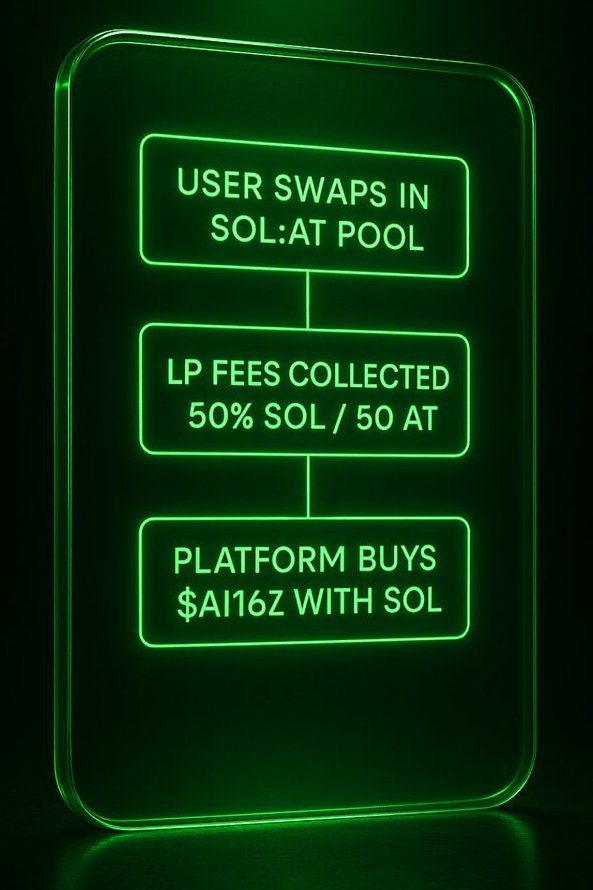 USER SWAPS IN
SOL:AT POOL
LP FEES COLLECTED
50% SOL / 50 AT
PLATFORM BUYS
$AI16Z WITH SOL